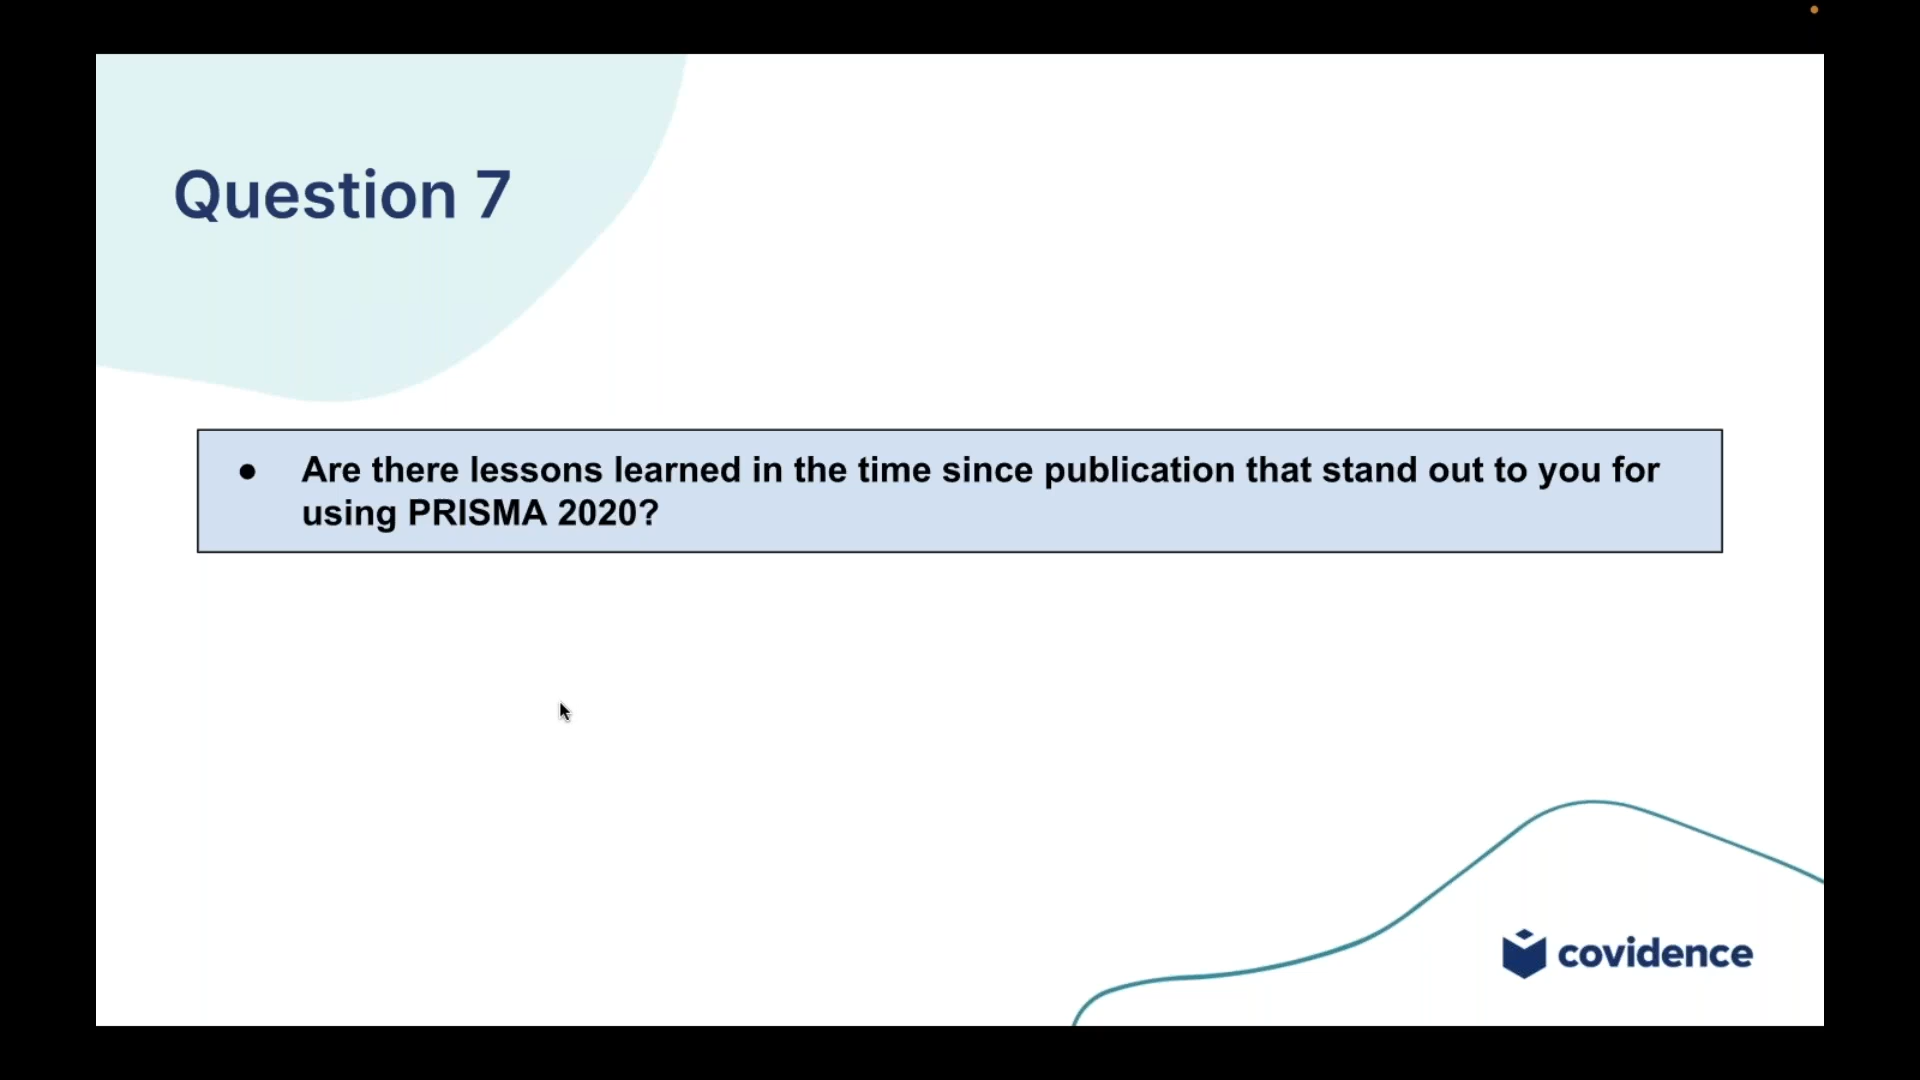 Question 7
● Are there lessons learned in the time since publication that stand out to you for
using PRISMA 2020?
covidence